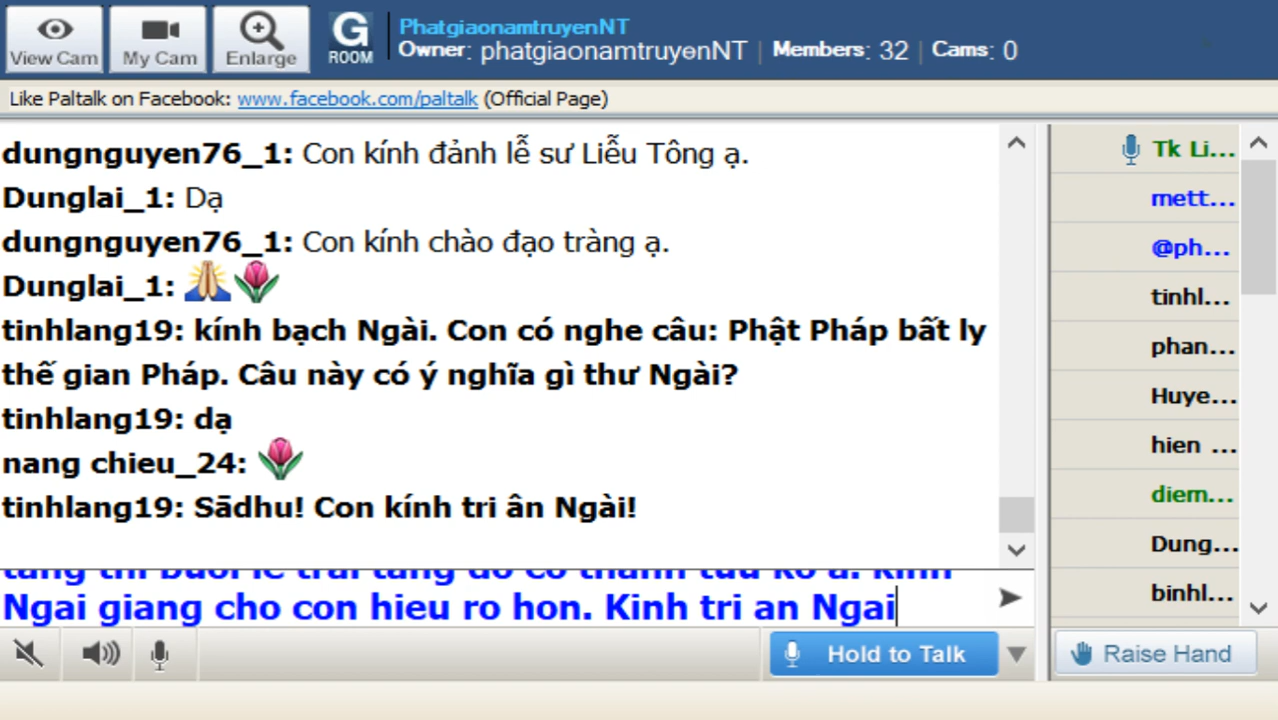 View Cam
My Cam
Enlarge
G
ROOM
PhatgiaonamtruyenNT
Owner: phatgiaonamtruyenNT | Members: 32 | Cams: 0
Like Paltalk on Facebook: www.facebook.com/paltalk (Official Page)
dungnguyen76_1: Con kính đảnh lễ sư Liễu Tông ạ.
Dunglai_1: Dạ
dungnguyen76_1: Con kính chào đạo tràng ạ.
Dunglai_1:
tinhlang19: kính bạch Ngài. Con có nghe câu: Phật Pháp bất ly
thế gian Pháp. Câu này có ý nghĩa gì thư Ngài?
tinhlang19: dạ
nang chieu_24:
tinhlang19: Sādhu! Con kính tri ân Ngài!
Ngai giang cho con hieu ro hon. Kinh tri an Ngai
Tk Li...
mett...
@ph...
tinhl...
phan...
Huye...
hien ...
diem...
Dung...
binhl...
Hold to Talk
Raise Hand